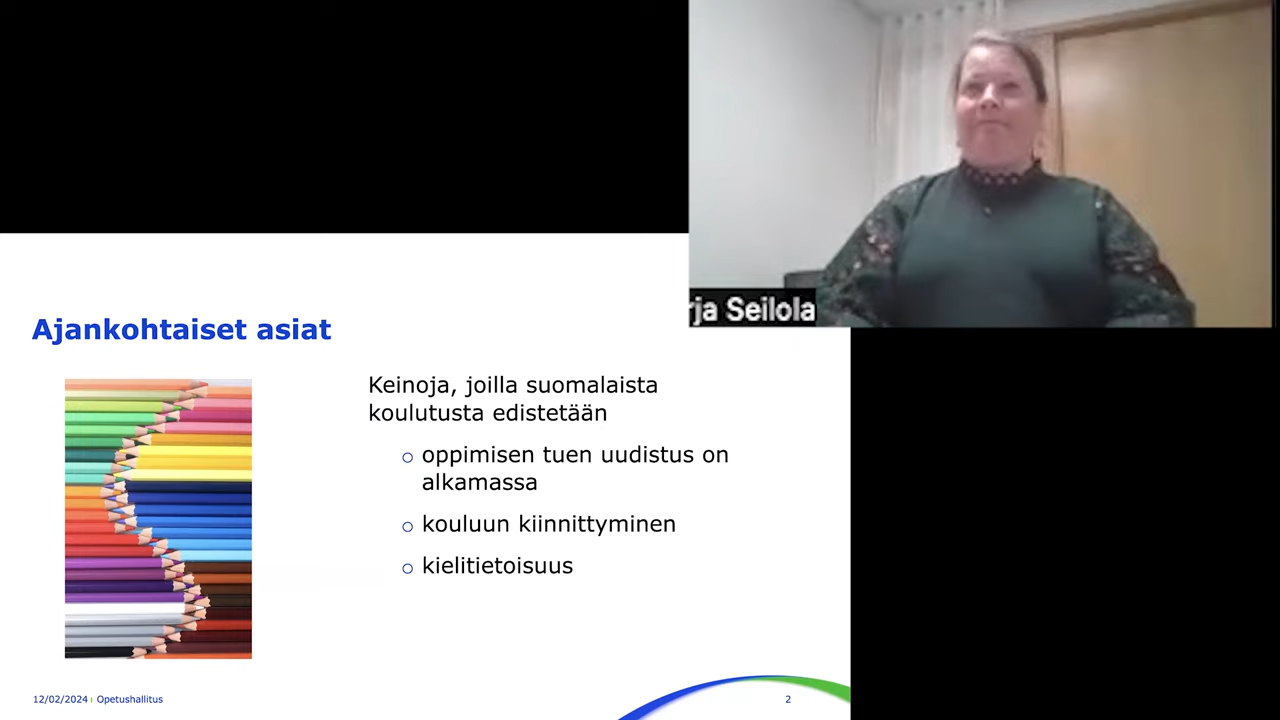 rja Seilola
Ajankohtaiset asiat
Keinoja, joilla suomalaista
koulutusta edistetään
o oppimisen tuen uudistus on
alkamassa
o kouluun kiinnittyminen
o kielitietoisuus
12/02/2024 | Opetushallitus
2